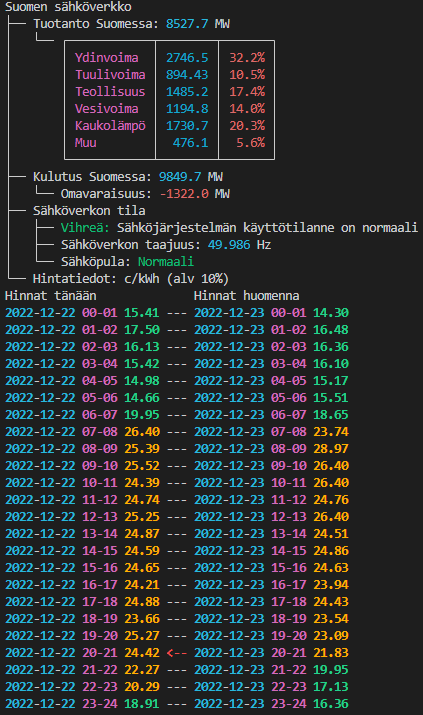 Suomen sähköverkko
Tuotanto Suomessa: 8527.7 MW
Ydinvoima 2746.5 32.2%
Tuulivoima 894.43 10.5%
Teollisuus 1485.2 17.4%
Vesivoima 1194.8 14.0%
Kaukolämpö 1730.7 20.3%
Muu 476.1 5.6%
Kulutus Suomessa: 9849.7 MW
Omavaraisuus: -1322.0 MW
Sähköverkon tila
Vihreä: Sähköjärjestelmän käyttötilanne on normaali
Sähköverkon taajuus: 49.986 Hz
Sähköpula: Normaali
Hintatiedot: c/kWh (alv 10%)
Hinnat tänään Hinnat huomenna
2022-12-22 00-01 15.41 --- 2022-12-23 00-01 14.30
2022-12-22 01-02 17.50 --- 2022-12-23 01-02 16.48
2022-12-22 02-03 16.13 --- 2022-12-23 02-03 16.36
2022-12-22 03-04 15.42 --- 2022-12-23 03-04 16.10
2022-12-22 04-05 14.98 --- 2022-12-23 04-05 15.17
2022-12-22 05-06 14.66 --- 2022-12-23 05-06 15.51
2022-12-22 06-07 19.95 --- 2022-12-23 06-07 18.65
2022-12-22 07-08 26.40 --- 2022-12-23 07-08 23.74
2022-12-22 08-09 25.39 --- 2022-12-23 08-09 28.97
2022-12-22 09-10 25.52 --- 2022-12-23 09-10 26.40
2022-12-22 10-11 24.39 --- 2022-12-23 10-11 26.40
2022-12-22 11-12 24.74 --- 2022-12-23 11-12 24.76
2022-12-22 12-13 25.25 --- 2022-12-23 12-13 26.40
2022-12-22 13-14 24.87 --- 2022-12-23 13-14 24.51
2022-12-22 14-15 24.59 --- 2022-12-23 14-15 24.86
2022-12-22 15-16 24.65 --- 2022-12-23 15-16 24.63
2022-12-22 16-17 24.21 --- 2022-12-23 16-17 23.94
2022-12-22 17-18 24.88 --- 2022-12-23 17-18 24.43
2022-12-22 18-19 23.66 --- 2022-12-23 18-19 23.54
2022-12-22 19-20 25.27 --- 2022-12-23 19-20 23.09
2022-12-22 20-21 24.42 <-- 2022-12-23 20-21 21.83
2022-12-22 21-22 22.27 --- 2022-12-23 21-22 19.95
2022-12-22 22-23 20.29 --- 2022-12-23 22-23 17.13
2022-12-22 23-24 18.91 --- 2022-12-23 23-24 16.36